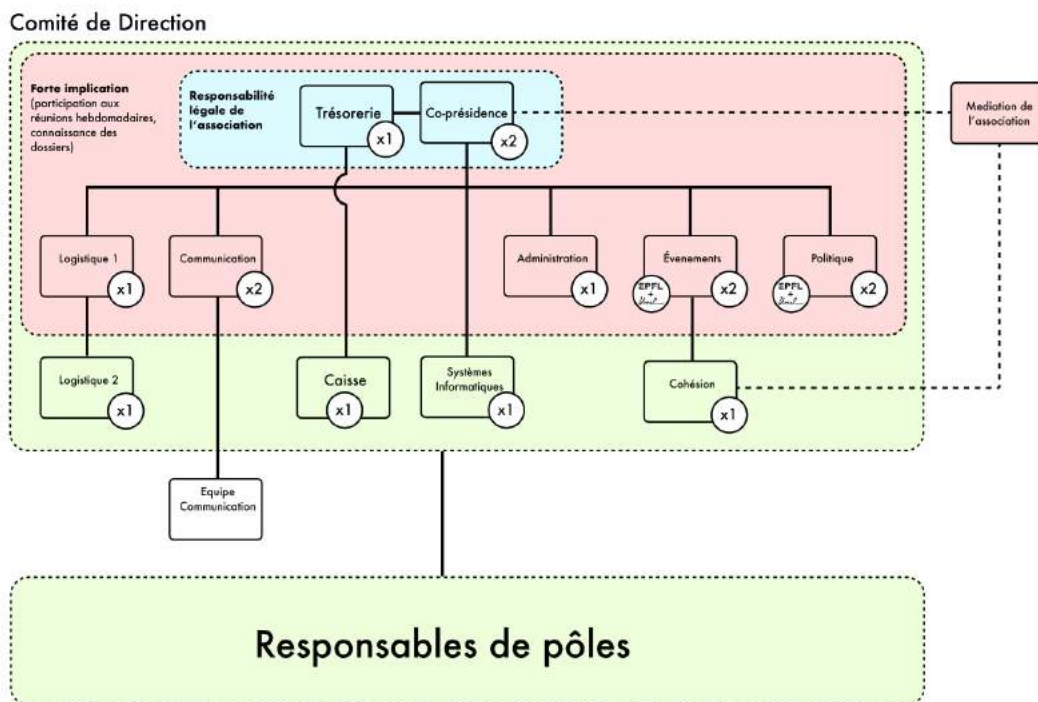 Comité de Direction
Forte implication
(participation aux
réunions hebdomadaires,
connaissance des
dossiers)
Responsabilité
légale de
l'association
Trésorerie
x1
Co-présidence
x2
Mediation de
l'association
Logistique 1
x1
Communication
x2
Administration
x1
Évenements
EPFL
+
x2
Politique
EPFL
+
x2
Logistique 2
x1
Caisse
x1
Systèmes
Informatiques
x1
Cohésion
x1
Equipe
Communication
Responsables de pôles